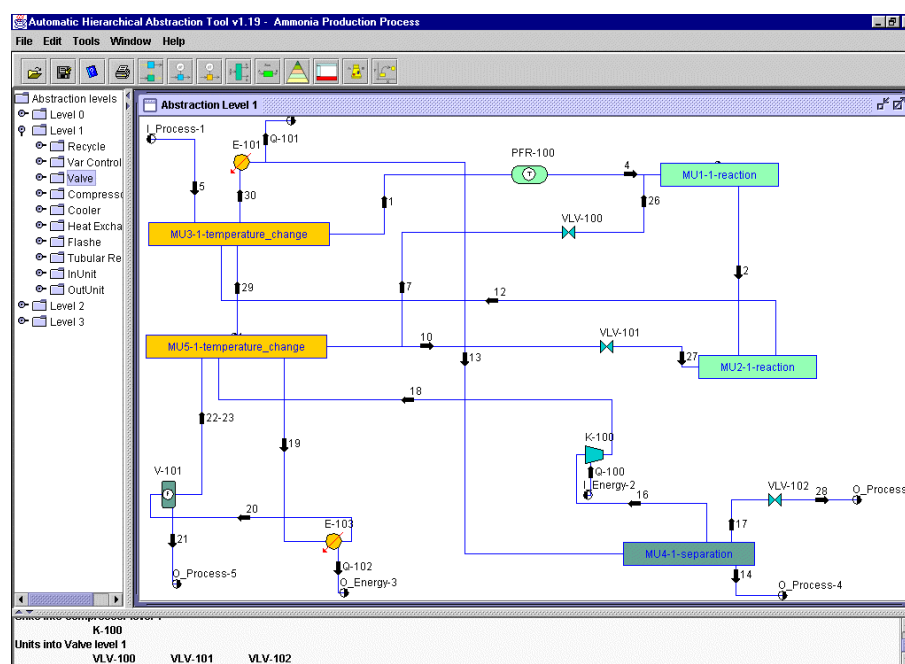 Automatic Hierarchical Abstraction Tool v1.19 - Ammonia Production Process
File Edit Tools Window Help
Abstraction levels
Level 0
Level 1
Recycle
Var Control
Valve
Compresso
Cooler
Heat Excha
Flashe
Tubular Re
InUnit
OutUnit
Level 2
Level 3
Abstraction Level 1
I_Process-1
E-101
Q-101
PFR-100
4
MU1-1-reaction
5
30
1
26
VLV-100
MU3-1-temperature_change
2
29
7
12
10
VLV-101
MU5-1-temperature_change
13
27
MU2-1-reaction
18
22-23
19
K-100
V-101
Q-100
I_Energy-2
16
VLV-102
28
O_Process
20
E-103
17
21
MU4-1-separation
Q-102
14
O_Process-5
O_Energy-3
O_Process-4
K-100
Units into Valve level 1
VLV-100 VLV-101 VLV-102